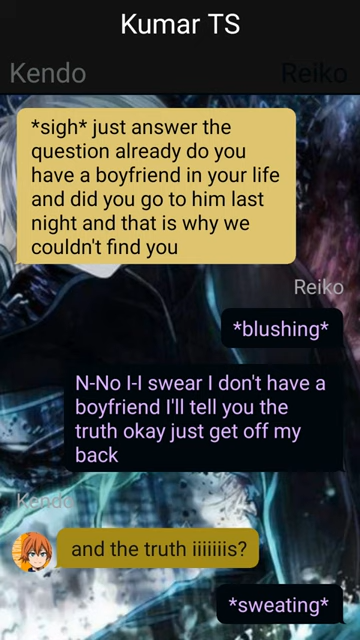 Kumar TS
Kendo
Reiko
*sigh* just answer the
question already do you
have a boyfriend in your life
and did you go to him last
night and that is why we
couldn't find you
Reiko
*blushing*
N-No I-I swear I don't have a
boyfriend I'll tell you the
truth okay just get off my
back
Kendo
and the truth iiiiiiis?
*sweating*